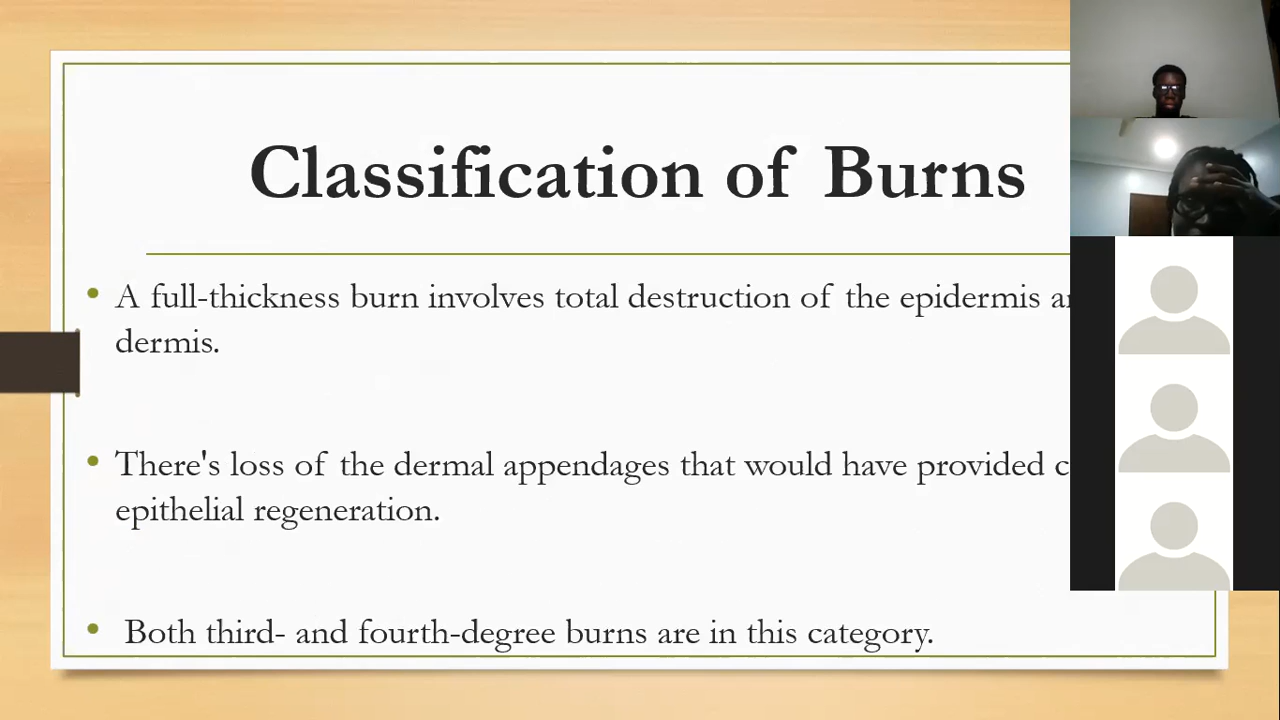 Classification of Burns
• A full-thickness burn involves total destruction of the epidermis
dermis.
• There's loss of the dermal appendages that would have provided
epithelial regeneration.
• Both third- and fourth-degree burns are in this category.